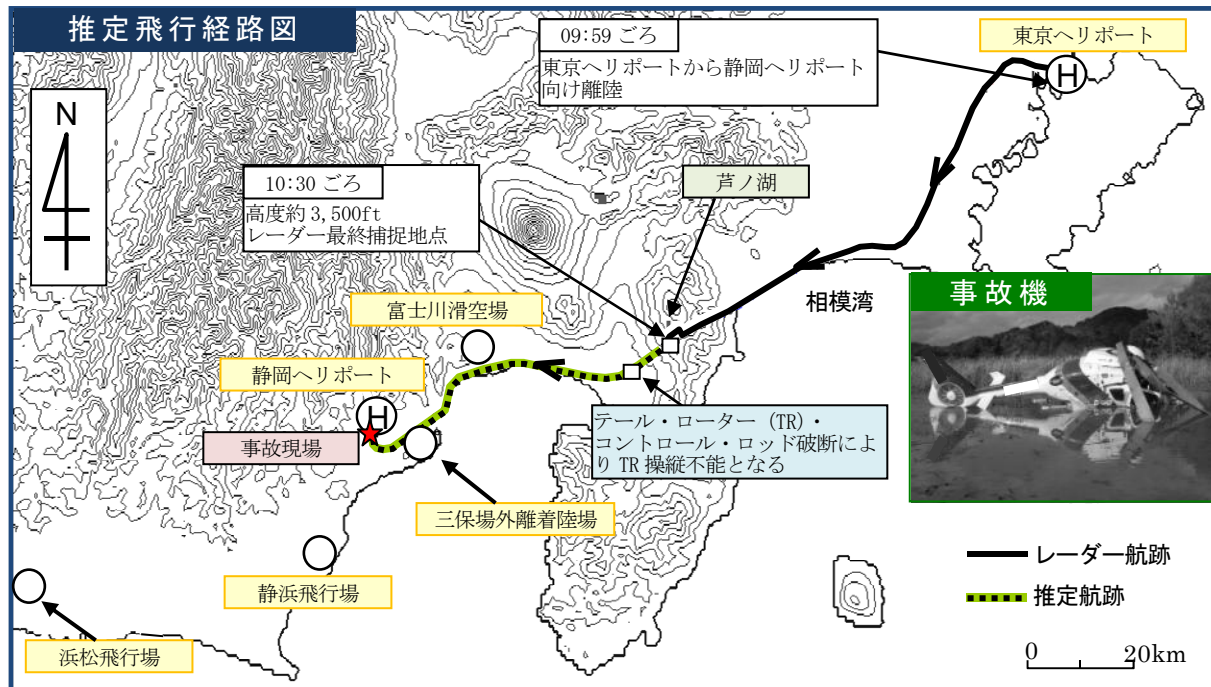 推定飛行経路図
09:59 ごろ
東京ヘリポートから静岡ヘリポート
向け離陸
東京ヘリポート
H
N
10:30 ごろ
高度約 3,500ft
レーダー最終捕捉地点
芦ノ湖
相模湾
事故機
富士川滑空場
静岡ヘリポート
H
事故現場
テール・ローター (TR)・
コントロール・ロッド破断によ
り TR 操縦不能となる
三保場外離着陸場
静浜飛行場
浜松飛行場
レーダー航跡
推定航跡
0 20km